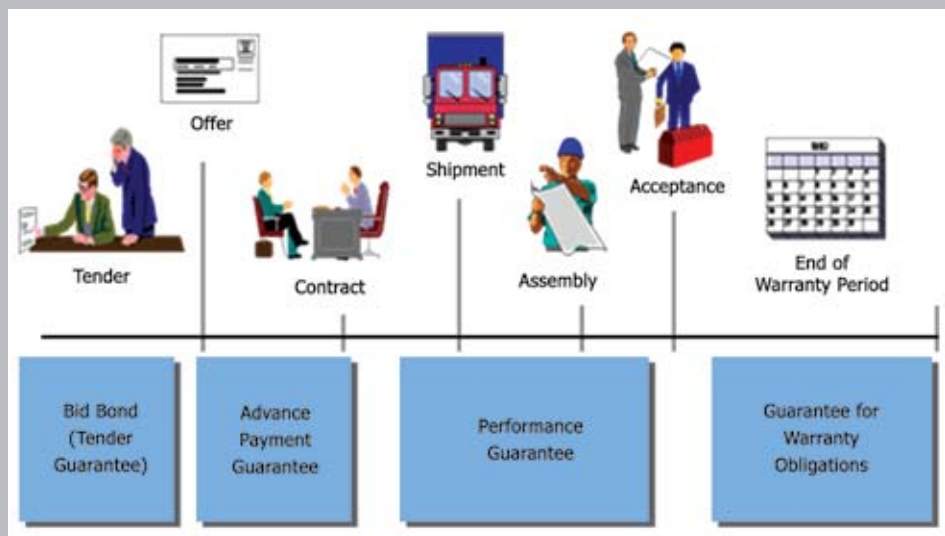 Offer
Shipment
Acceptance
Tender
Contract
Assembly
End of
Warranty Period
Bid Bond
(Tender
Guarantee)
Advance
Payment
Guarantee
Performance
Guarantee
Guarantee for
Warranty
Obligations